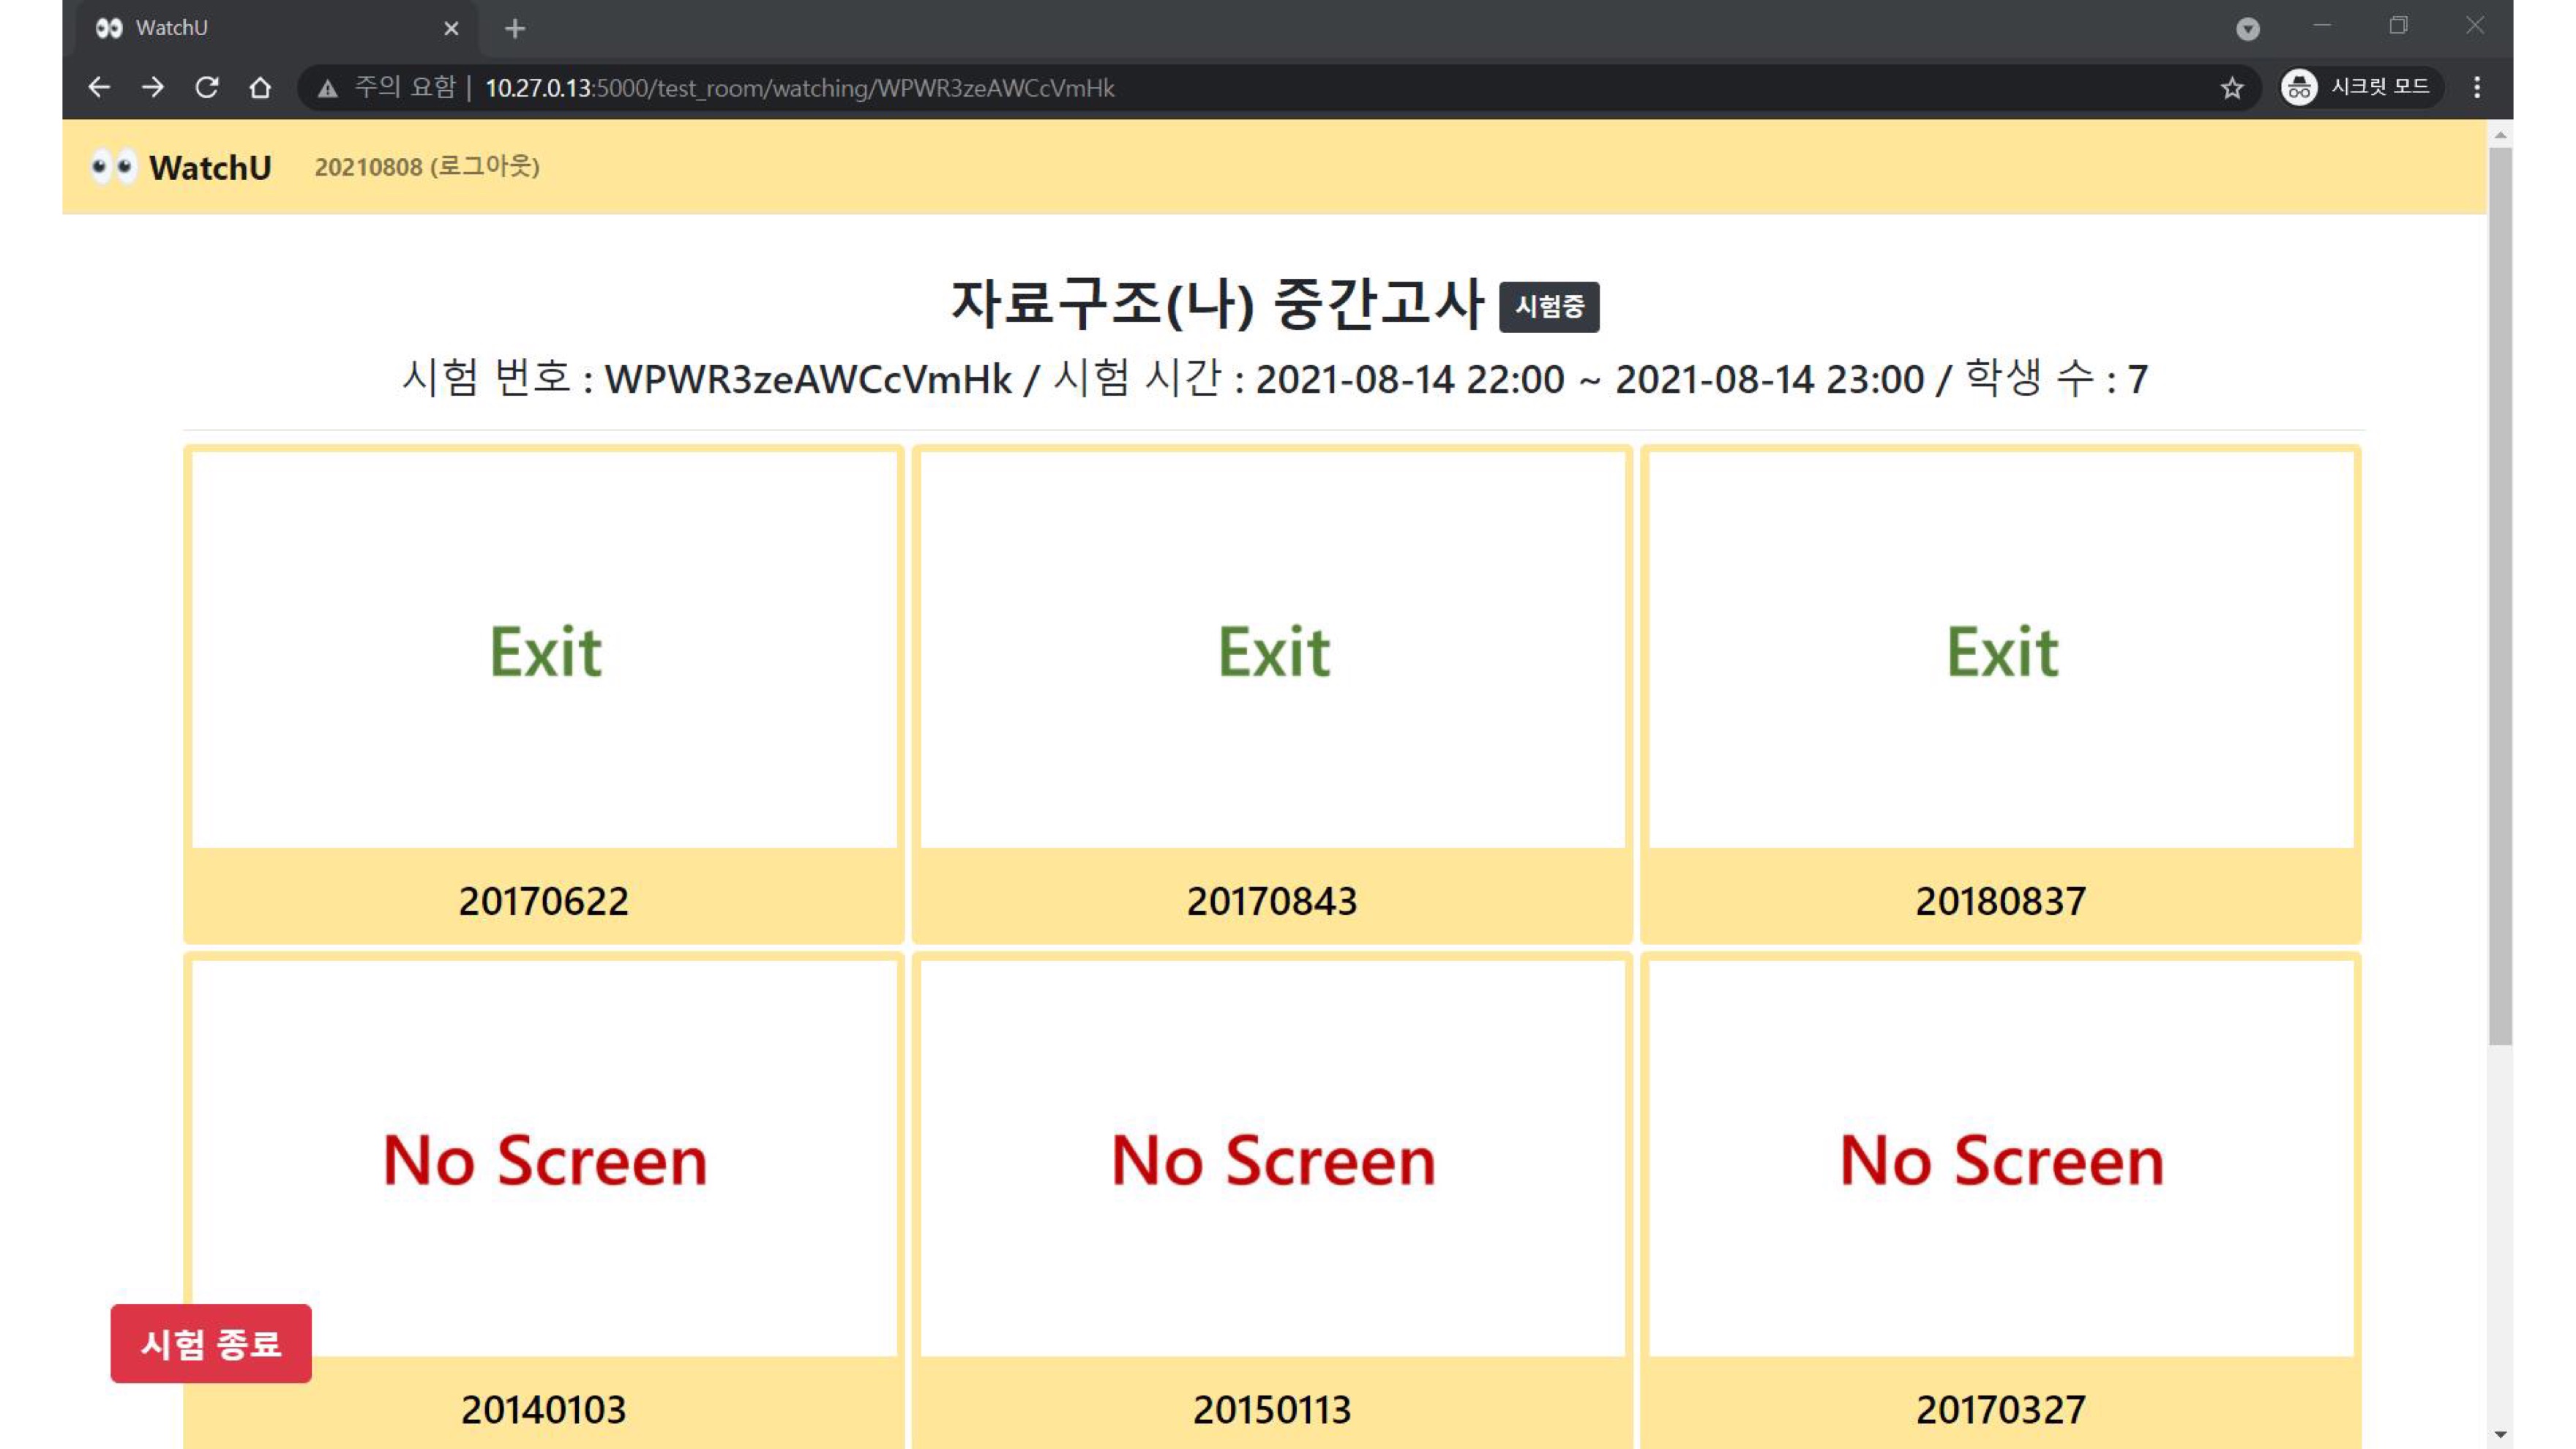 WatchU
주의 요함 | 10.27.0.13:5000/test_room/watching/WPWR3zeAWCcVmHk
시크릿 모드
WatchU 20210808 (로그아웃)
자료구조(나) 중간고사 시험중
시험 번호 : WPWR3zeAWCcVmHk / 시험 시간 : 2021-08-14 22:00 ~ 2021-08-14 23:00 / 학생 수 : 7
Exit
Exit
Exit
20170622
20170843
20180837
No Screen
No Screen
No Screen
시험 종료
20140103
20150113
20170327